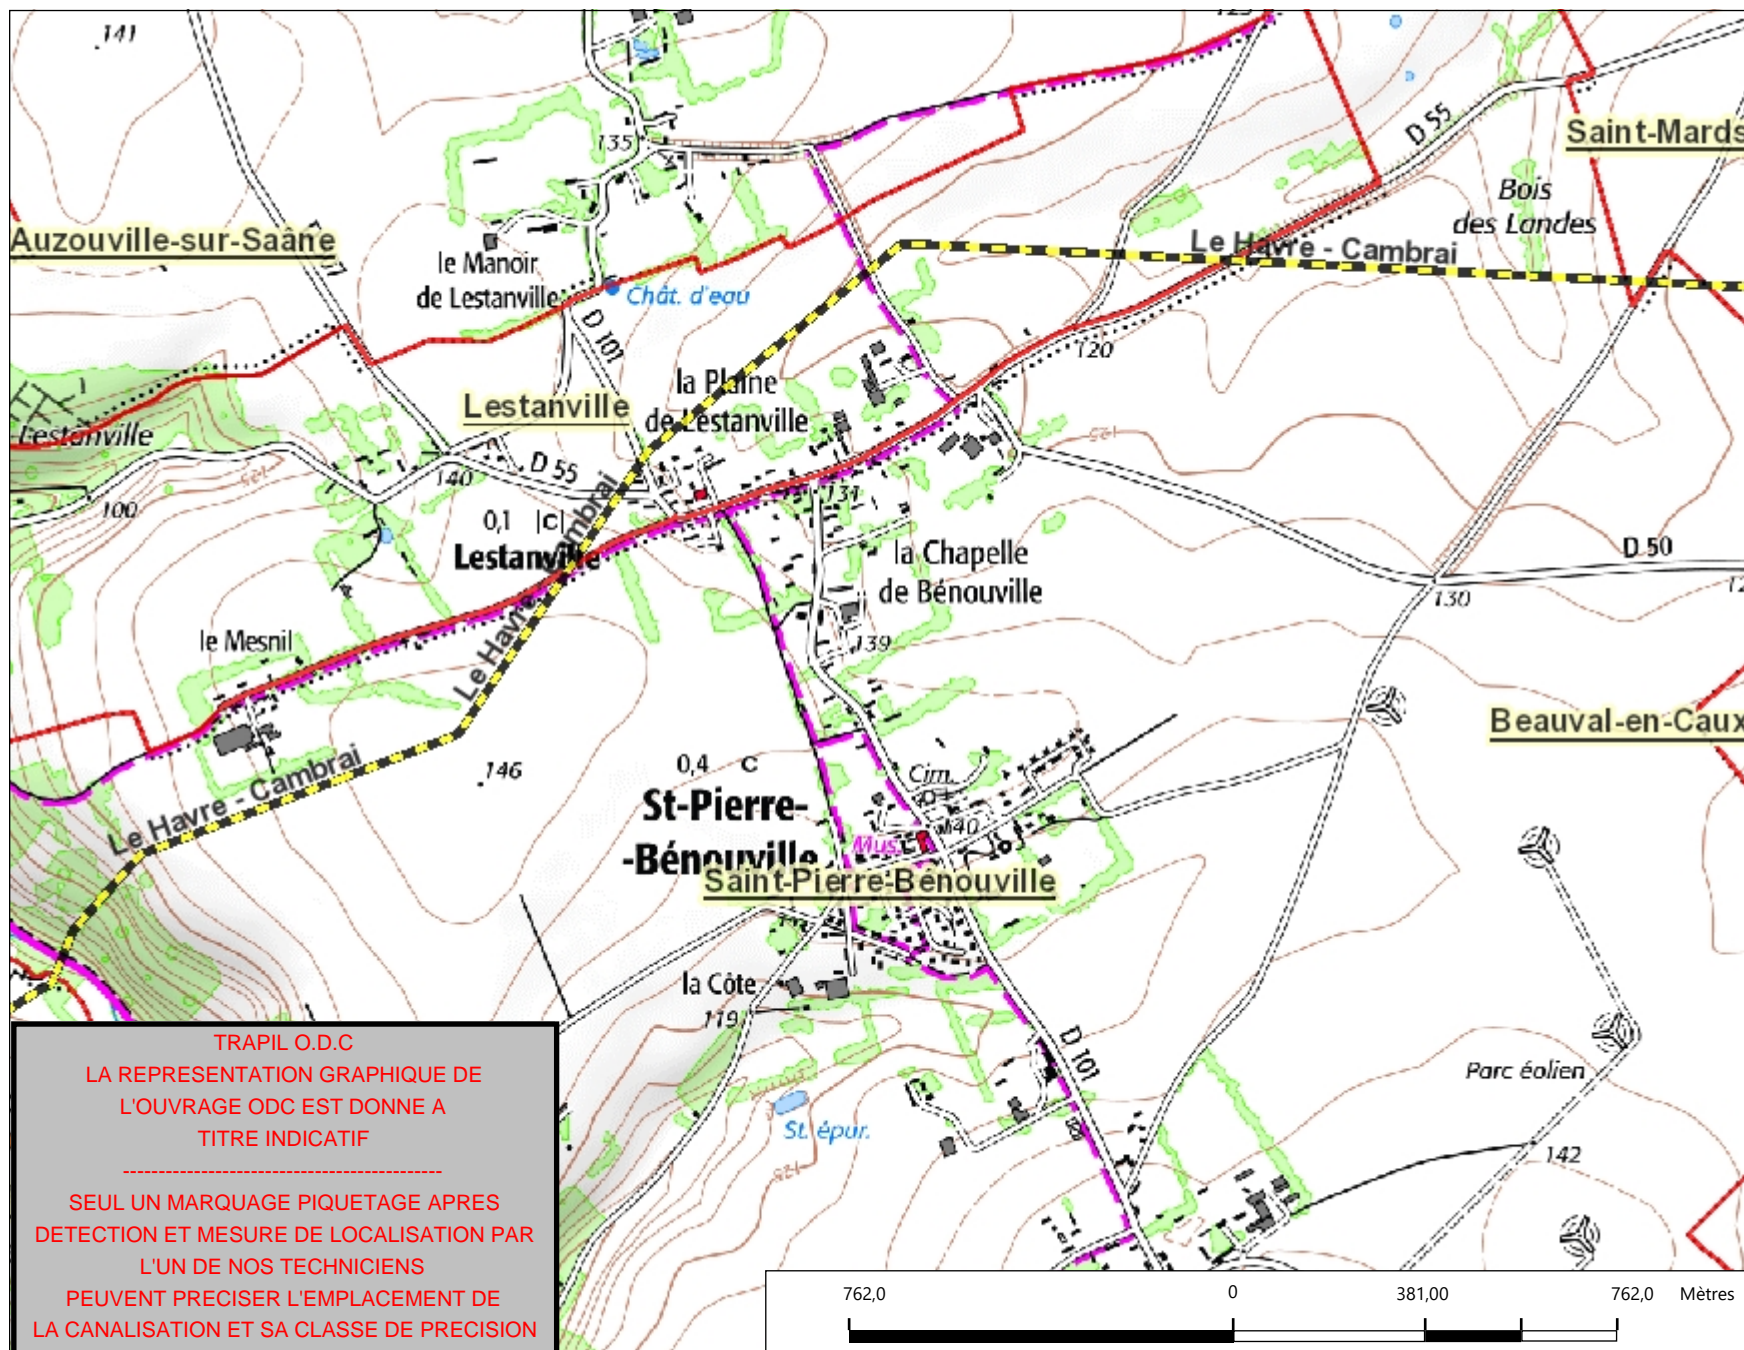 141
135
D 55
Saint-Mards
Bois
des Landes
Auzouville-sur-Saâne
le Manoir
de Lestanville
Chât. d'eau
Le Havre - Cambrai
D 101
120
la Plaine
de Lestanville
Lestanville
Lestanville
125
125
140
D 55
100
131
0,1 |C|
Lestanville
Le Havre - Cambrai
la Chapelle
de Bénouville
D 50
130
139
le Mesnil
Beauval-en-Caux
146
0,4 C
Cim.
St-Pierre-
-Bénouville
140
Mus.
Le Havre - Cambrai
Saint-Pierre-Bénouville
la Côte
119
D 101
Parc éolien
St. épur.
125
142
TRAPIL O.D.C
LA REPRESENTATION GRAPHIQUE DE
L'OUVRAGE ODC EST DONNE A
TITRE INDICATIF
---------------------------------------------
SEUL UN MARQUAGE PIQUETAGE APRES
DETECTION ET MESURE DE LOCALISATION PAR
L'UN DE NOS TECHNICIENS
PEUVENT PRECISER L'EMPLACEMENT DE
LA CANALISATION ET SA CLASSE DE PRECISION
762,0 0 381,00 762,0 Mètres